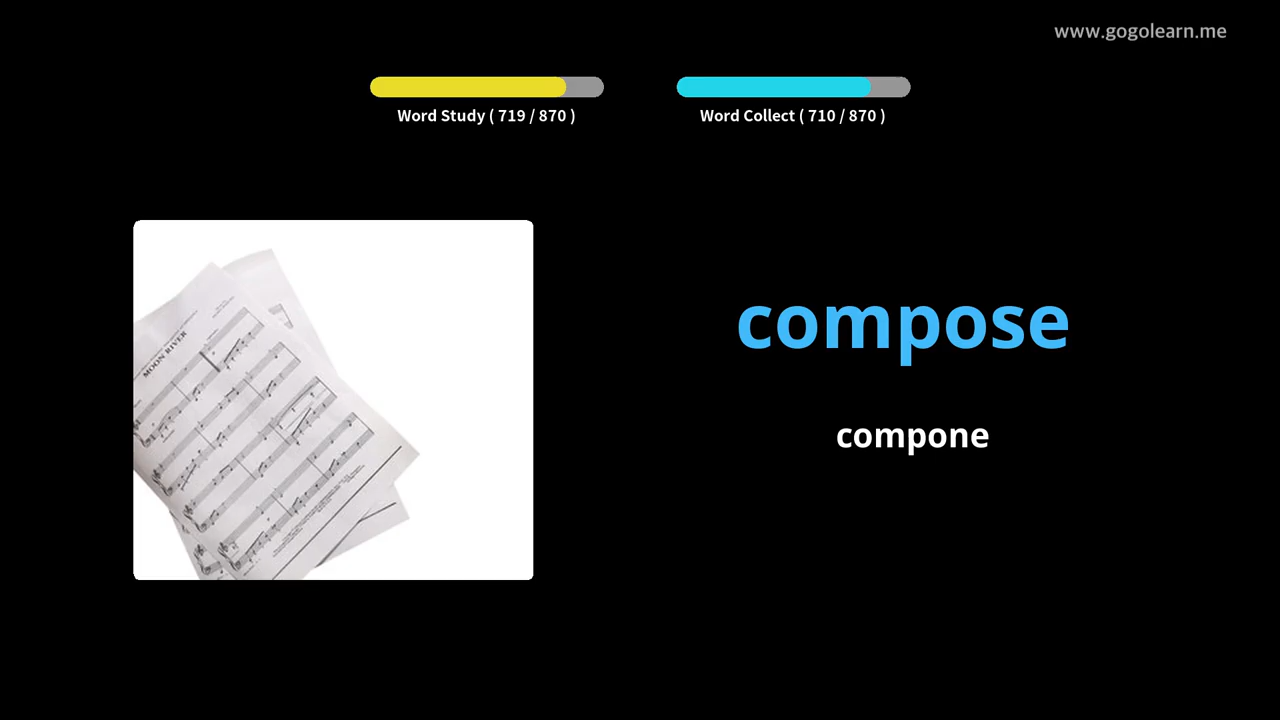 www.gogolearn.me
Word Study ( 719 / 870 )
Word Collect ( 710 / 870 )
MOON RIVER
compose
compone